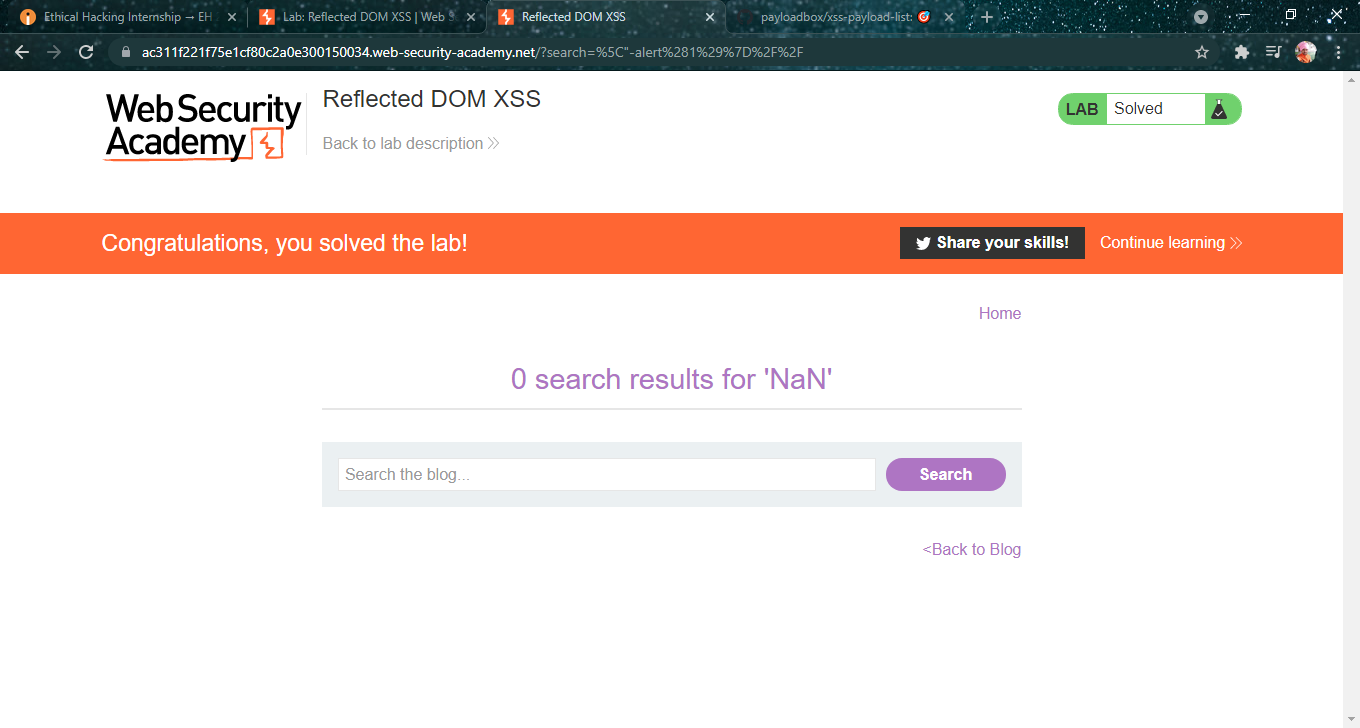 Ethical Hacking Internship → EH
Lab: Reflected DOM XSS | Web S
Reflected DOM XSS
payloadbox/xss-payload-list: 🎯
ac311f221f75e1cf80c2a0e300150034.web-security-academy.net/?search=%5C"-alert%281%29%7D%2F%2F
Web Security
Academy
Reflected DOM XSS
Back to lab description
LAB Solved
Congratulations, you solved the lab!
Share your skills!
Continue learning
Home
0 search results for 'NaN'
Search the blog...
Search
<Back to Blog